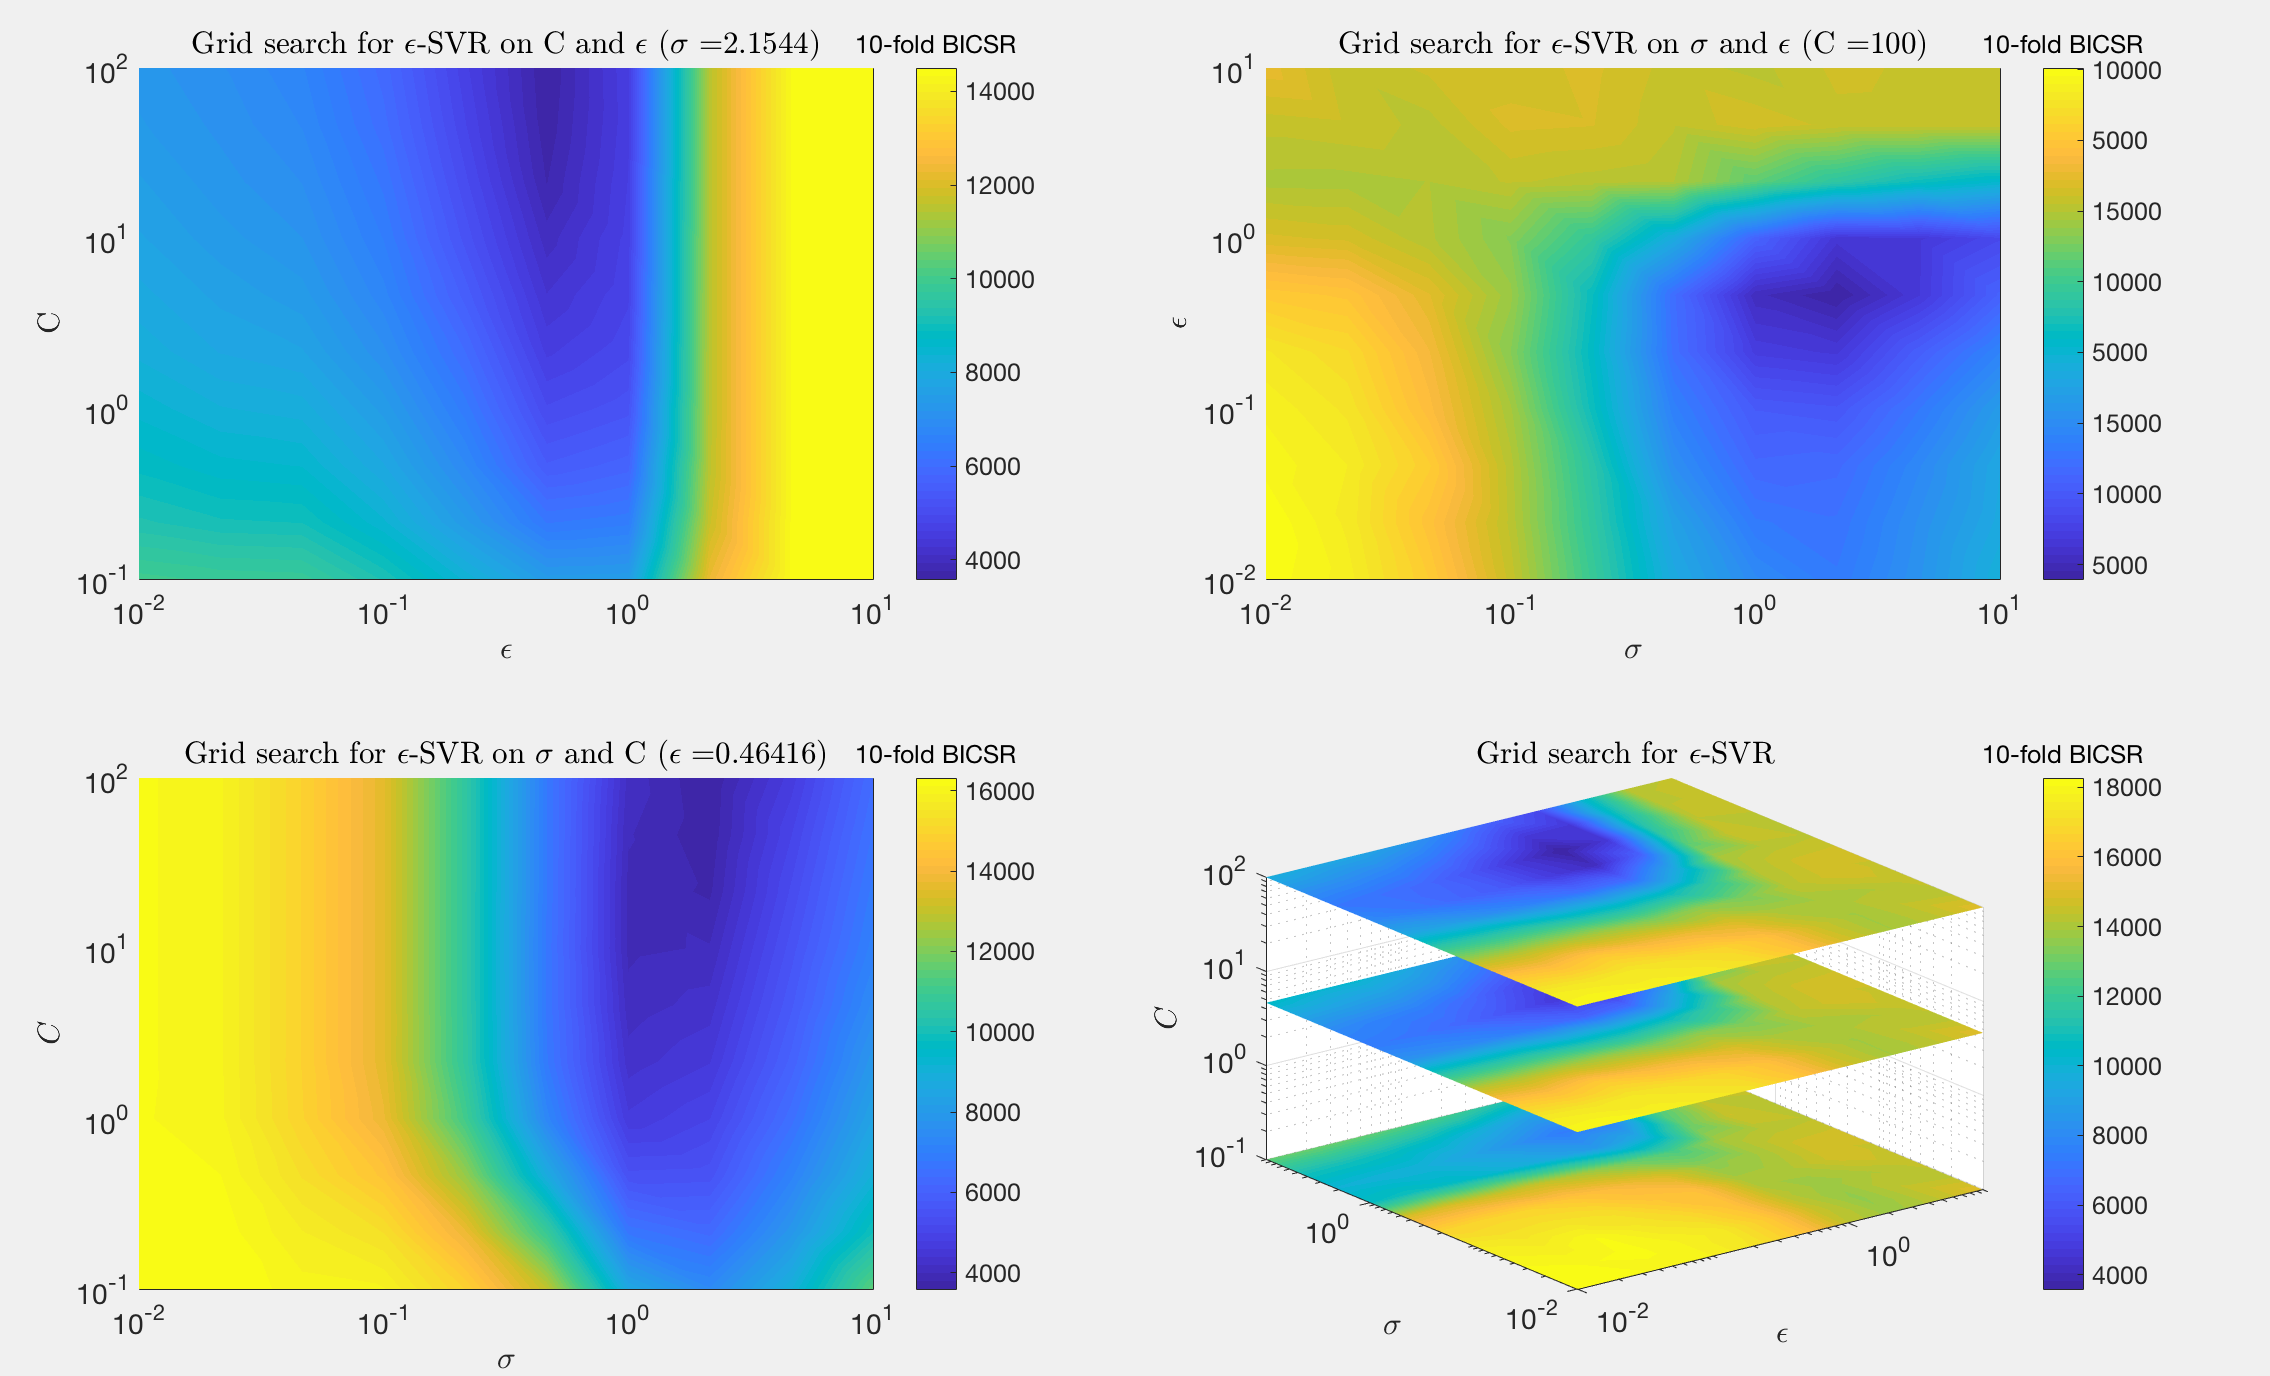 Grid search for ϵ-SVR on C and ϵ (σ =2.1544)
10-fold BICSR
10²
10¹
10⁰
10⁻¹
C
10⁻² 10⁻¹ 10⁰ 10¹
ϵ
14000
12000
10000
8000
6000
4000
Grid search for ϵ-SVR on σ and ϵ (C =100)
10-fold BICSR
10¹
10⁰
10⁻¹
10⁻²
ϵ
10⁻² 10⁻¹ 10⁰ 10¹
σ
10000
5000
15000
10000
5000
15000
10000
5000
Grid search for ϵ-SVR on σ and C (ϵ =0.46416)
10-fold BICSR
10²
10¹
10⁰
10⁻¹
C
10⁻² 10⁻¹ 10⁰ 10¹
σ
16000
14000
12000
10000
8000
6000
4000
Grid search for ϵ-SVR
10-fold BICSR
10²
10¹
10⁰
10⁻¹
C
10⁰
10⁻²
σ
10⁻²
10⁰
ϵ
18000
16000
14000
12000
10000
8000
6000
4000